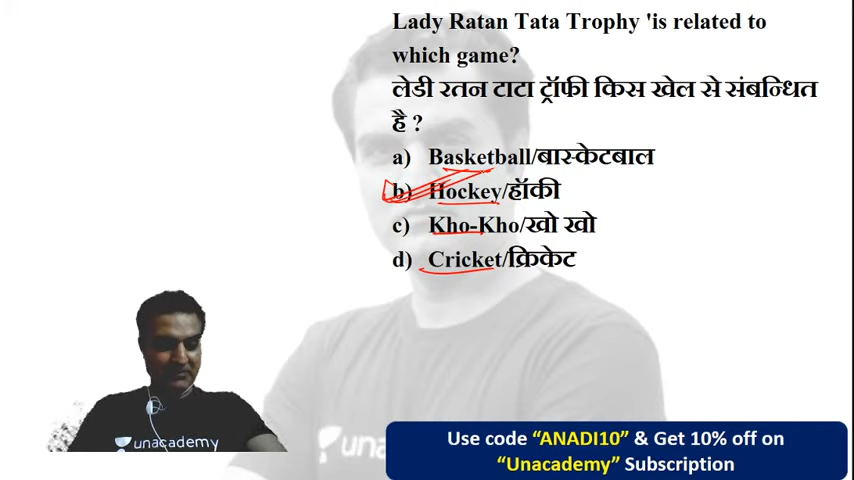 Lady Ratan Tata Trophy 'is related to
which game?
लेडी रतन टाटा ट्रॉफी किस खेल से संबन्धित
है ?
a) Basketball/बास्केटबाल
b) Hockey/हॉकी
c) Kho-Kho/खो खो
d) Cricket/क्रिकेट
unacademy
una
Use code “ANADI10” & Get 10% off on
“Unacademy” Subscription